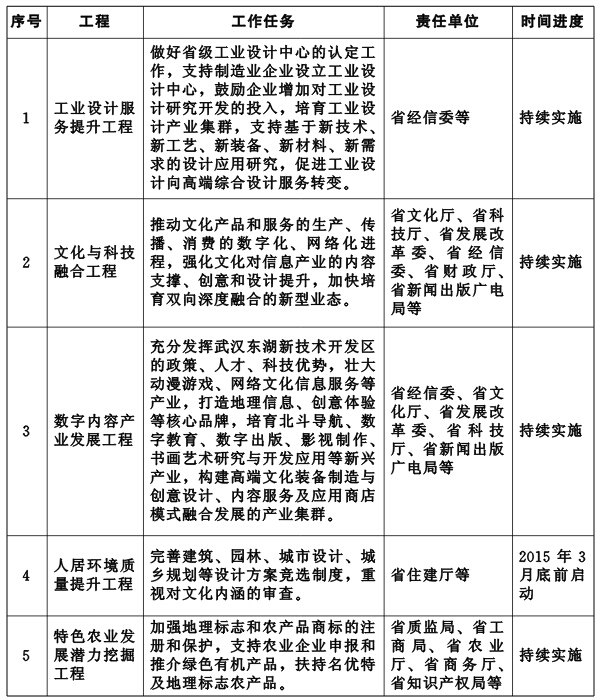 序号 工程 工作任务 责任单位 时间进度
1
工业设计服
务提升工程
做好省级工业设计中心的认定工
作，支持制造业企业设立工业设
计中心，鼓励企业增加对工业设
计研究开发的投入，培育工业设
计产业集群，支持基于新技术、
新工艺、新装备、新材料、新需
求的设计应用研究，促进工业设
计向高端综合设计服务转变。
省经信委等
持续实施
2
文化与科技
融合工程
推动文化产品和服务的生产、传
播、消费的数字化、网络化进
程，强化文化对信息产业的内容
支撑、创意和设计提升，加快培
育双向深度融合的新型业态。
省文化厅、省科
技厅、省发展改
革委、省经信
委、省财政厅、
省新闻出版广电
局等
持续实施
3
数字内容产
业发展工程
充分发挥武汉东湖新技术开发区
的政策、人才、科技优势，壮大
动漫游戏、网络文化信息服务等
产业，打造地理信息、创意体验
等核心品牌，培育北斗导航、数
字教育、数字出版、影视制作、
书画艺术研究与开发应用等新兴
产业，构建高端文化装备制造与
创意设计、内容服务及应用商店
模式融合发展的产业集群。
省经信委、省文
化厅、省发展改
革委、省科技
厅、省新闻出版
广电局等
持续实施
4
人居环境质
量提升工程
完善建筑、园林、城市设计、城
乡规划等设计方案竞选制度，重
视对文化内涵的审查。
省住建厅等
2015 年 3
月底前启
动
5
特色农业发
展潜力挖掘
工程
加强地理标志和农产品商标的注
册和保护，支持农业企业申报和
推介绿色有机产品，扶持名优特
及地理标志农产品。
省质监局、省工
商局、省农业
厅、省商务厅、
省知识产权局等
持续实施